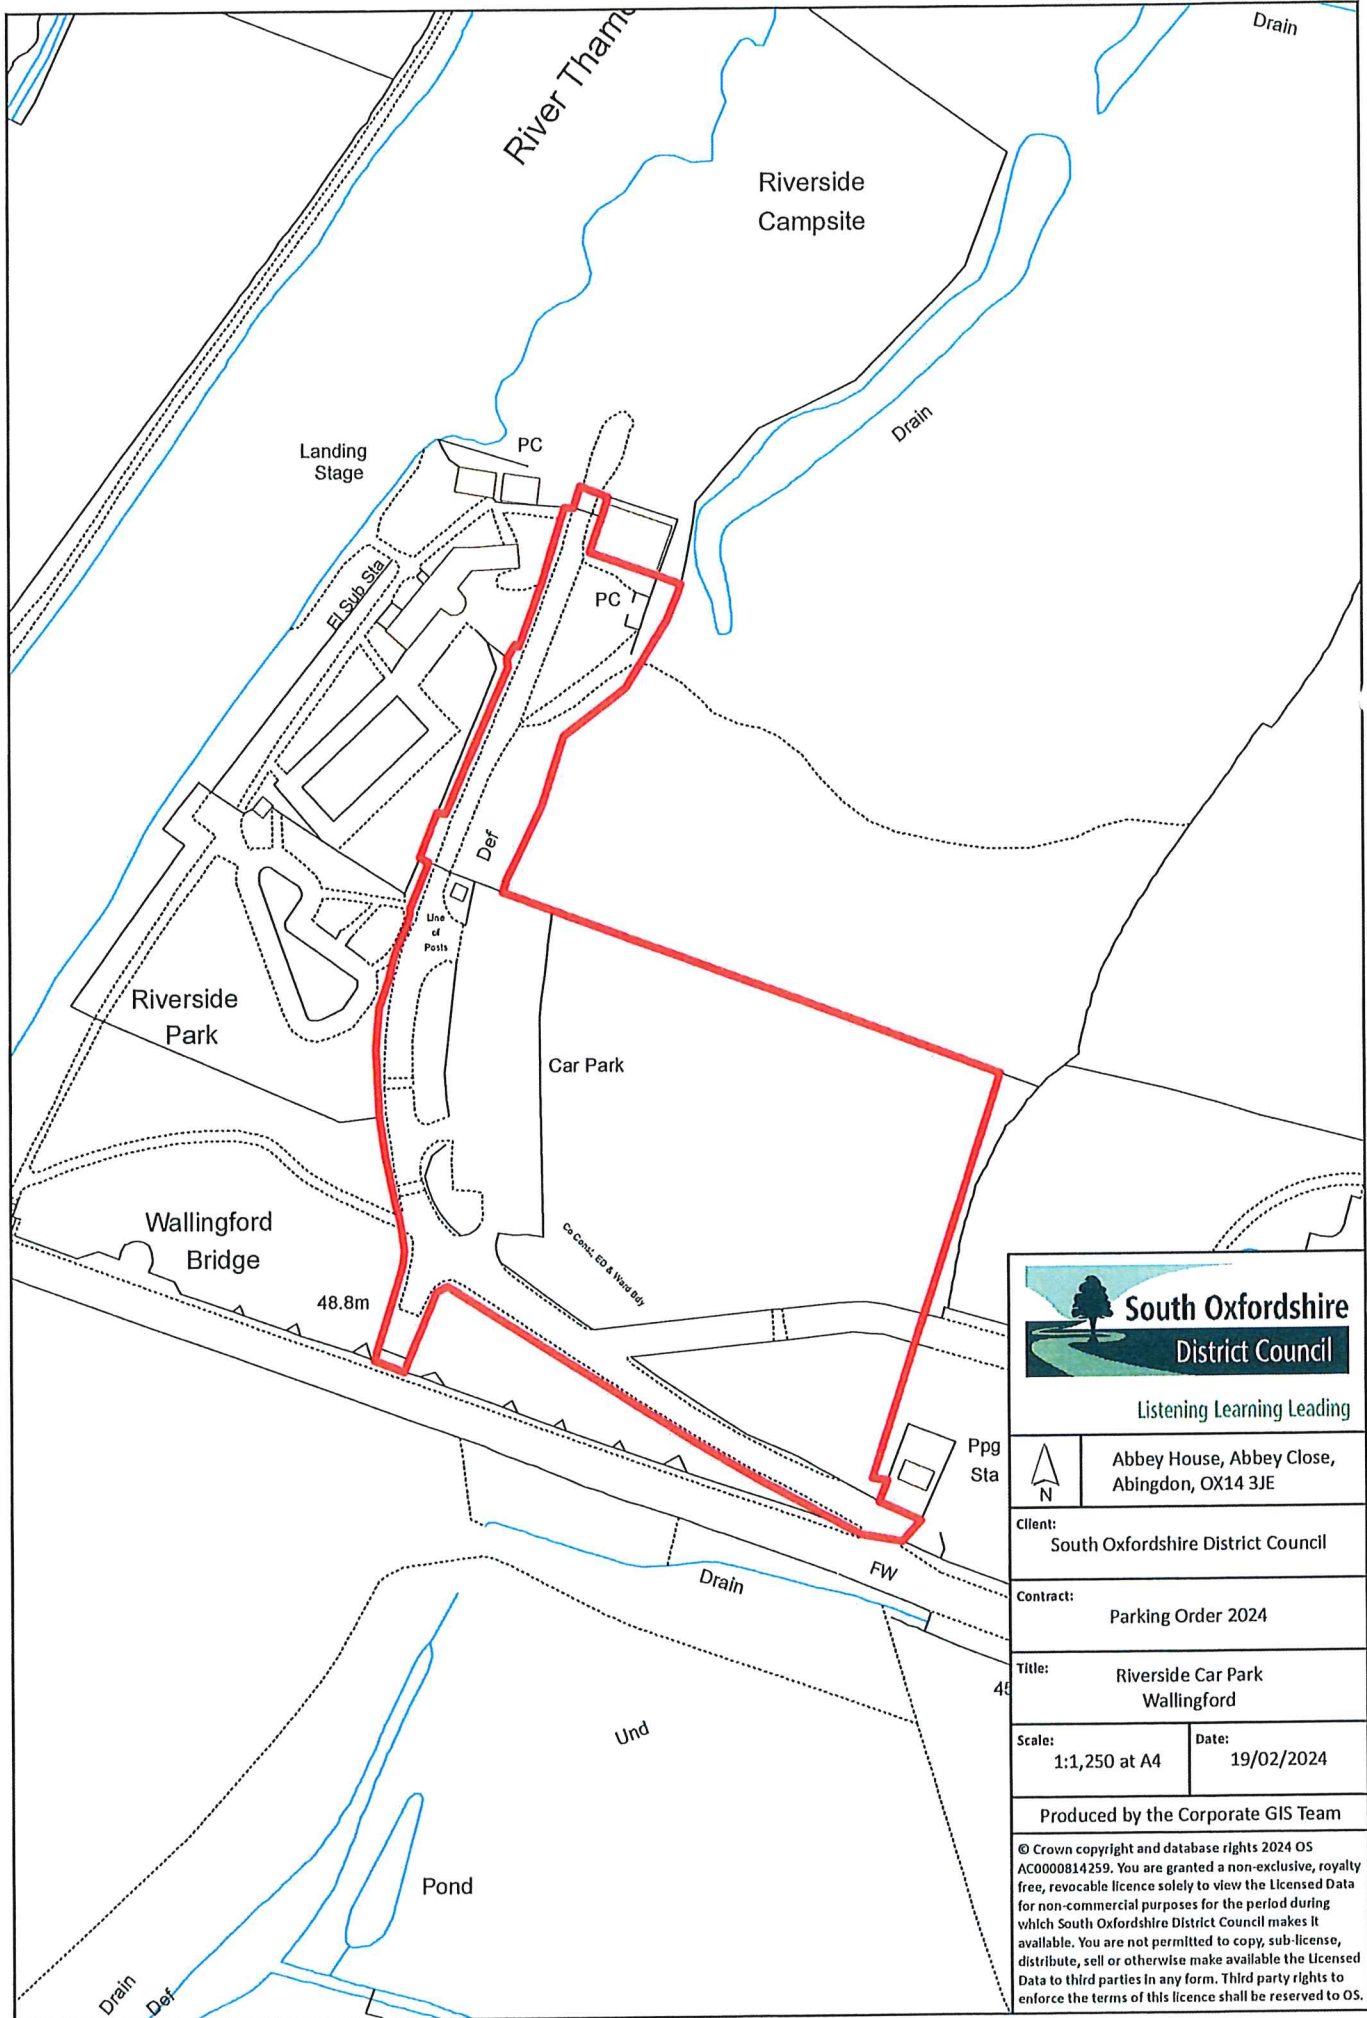 Drain
River Thame
Riverside
Campsite
Drain
Landing
Stage
PC
El Sub Sta
PC
Def
Line
of
Posts
Riverside
Park
Car Park
Wallingford
Bridge
Co Const, ED & Ward Bdy
48.8m
Ppg
Sta
FW
Drain
45
Und
Pond
Drain
Def
South Oxfordshire
District Council
Listening Learning Leading
N
Abbey House, Abbey Close,
Abingdon, OX14 3JE
Client:
South Oxfordshire District Council
Contract:
Parking Order 2024
Title:
Riverside Car Park
Wallingford
Scale:
1:1,250 at A4
Date:
19/02/2024
Produced by the Corporate GIS Team
© Crown copyright and database rights 2024 OS
AC0000814259. You are granted a non-exclusive, royalty
free, revocable licence solely to view the Licensed Data
for non-commercial purposes for the period during
which South Oxfordshire District Council makes it
available. You are not permitted to copy, sub-license,
distribute, sell or otherwise make available the Licensed
Data to third parties in any form. Third party rights to
enforce the terms of this licence shall be reserved to OS.